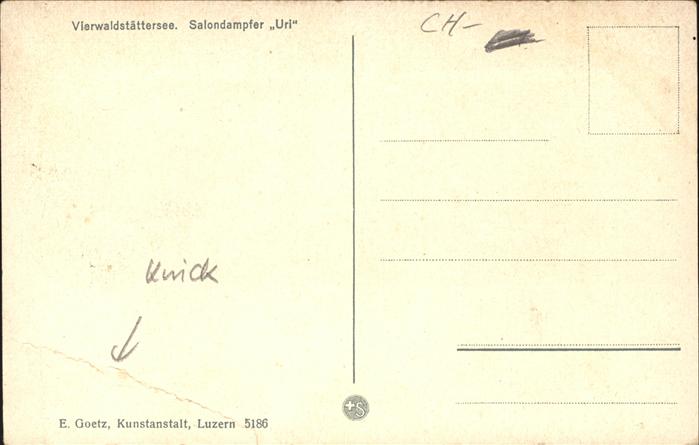 Vierwaldstättersee. Salondampfer „Uri“
CH-
Knick
E. Goetz, Kunstanstalt, Luzern 5186
+S